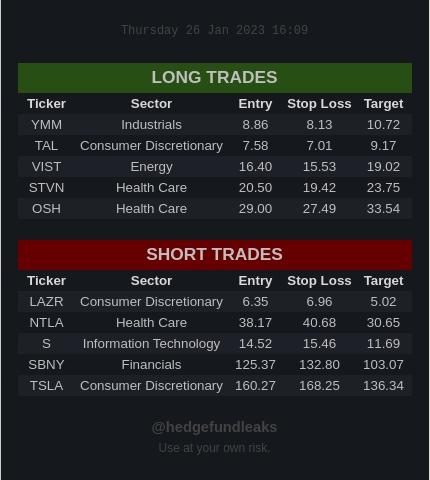 Thursday 26 Jan 2023 16:09
LONG TRADES
Ticker Sector Entry Stop Loss Target
YMM Industrials 8.86 8.13 10.72
TAL Consumer Discretionary 7.58 7.01 9.17
VIST Energy 16.40 15.53 19.02
STVN Health Care 20.50 19.42 23.75
OSH Health Care 29.00 27.49 33.54
SHORT TRADES
Ticker Sector Entry Stop Loss Target
LAZR Consumer Discretionary 6.35 6.96 5.02
NTLA Health Care 38.17 40.68 30.65
S Information Technology 14.52 15.46 11.69
SBNY Financials 125.37 132.80 103.07
TSLA Consumer Discretionary 160.27 168.25 136.34
@hedgefundleaks
Use at your own risk.